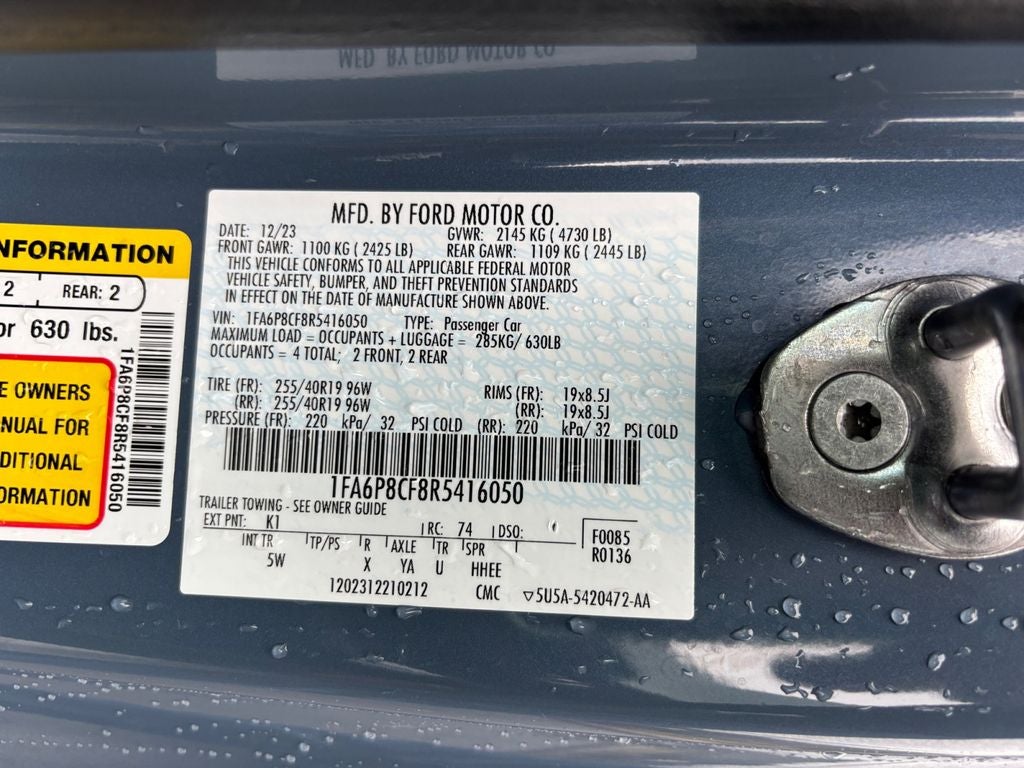 MFD. BY FORD MOTOR CO
MFD. BY FORD MOTOR CO.
DATE: 12/23 GVWR: 2145 KG ( 4730 LB)
FRONT GAWR: 1100 KG ( 2425 LB) REAR GAWR: 1109 KG ( 2445 LB)
THIS VEHICLE CONFORMS TO ALL APPLICABLE FEDERAL MOTOR
VEHICLE SAFETY, BUMPER, AND THEFT PREVENTION STANDARDS
IN EFFECT ON THE DATE OF MANUFACTURE SHOWN ABOVE.
VIN: 1FA6P8CF8R5416050 TYPE: Passenger Car
MAXIMUM LOAD = OCCUPANTS + LUGGAGE = 285KG/ 630LB
OCCUPANTS = 4 TOTAL; 2 FRONT, 2 REAR
TIRE (FR): 255/40R19 96W RIMS (FR): 19x8.5J
(RR): 255/40R19 96W (RR): 19x8.5J
PRESSURE (FR): 220 kPa/ 32 PSI COLD (RR): 220 kPa/ 32 PSI COLD
1FA6P8CF8R5416050
TRAILER TOWING - SEE OWNER GUIDE
EXT PNT: K1 RC: 74 DSO: F0085
R0136
INT TR TP/PS R AXLE TR SPR
5W X YA U HHEE
1202312210212 CMC ▽5U5A-5420472-AA
NFORMATION
2 REAR: 2
or 630 lbs.
E OWNERS
NUAL FOR
DITIONAL
ORMATION
1FA6P8CF8R5416050